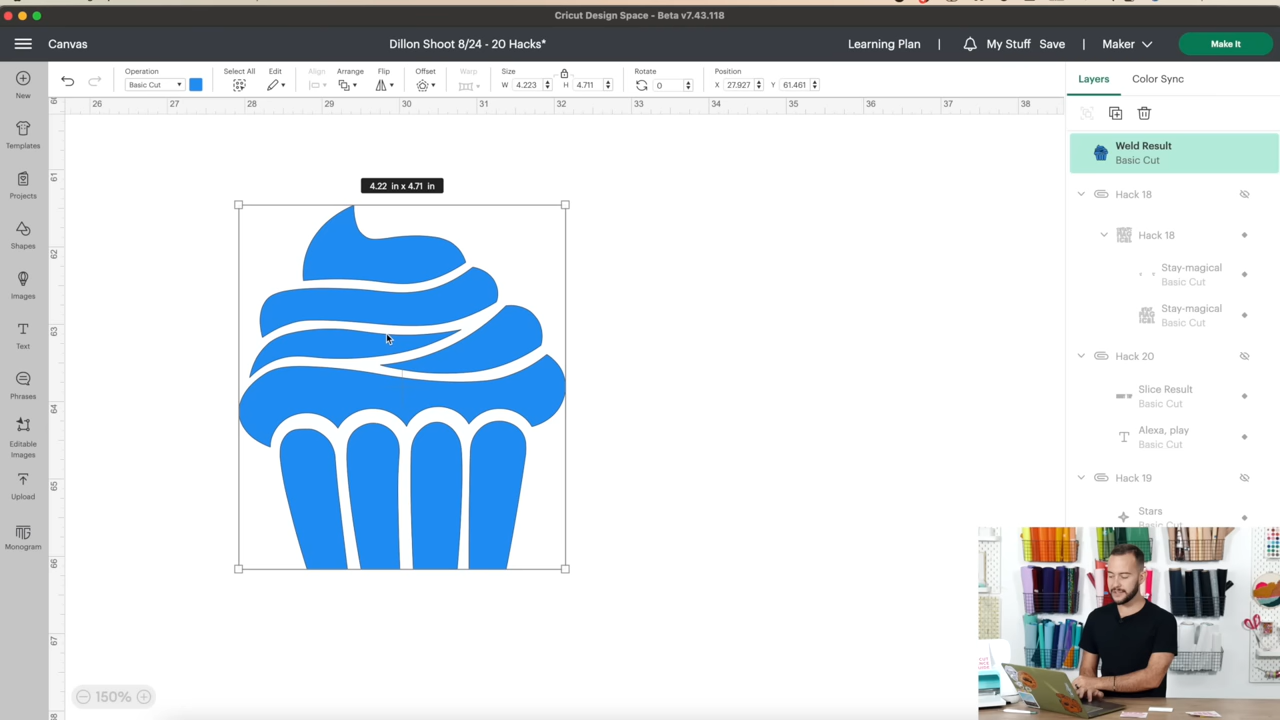 Cricut Design Space - Beta v7.43.118
Canvas
Dillon Shoot 8/24 - 20 Hacks*
Learning Plan | My Stuff Save | Maker Make It
Operation
Basic Cut
Select All
Edit
Align
Arrange
Flip
Offset
Warp
Size
W 4.223 H 4.711
Rotate
0
Position
X 27.927 Y 61.461
Layers
Color Sync
26 27 28 29 30 31 32 33 34 35 36 37 38
61
62
63
64
65
66
67
New
Templates
Projects
Shapes
Images
Text
Phrases
Editable
Images
Upload
Monogram
4.22 in x 4.71 in
150%
Weld Result
Basic Cut
Hack 18
Hack 18
Stay-magical
Basic Cut
Stay-magical
Basic Cut
Hack 20
Slice Result
Basic Cut
Alexa, play
Basic Cut
Hack 19
Stars
Basic Cut